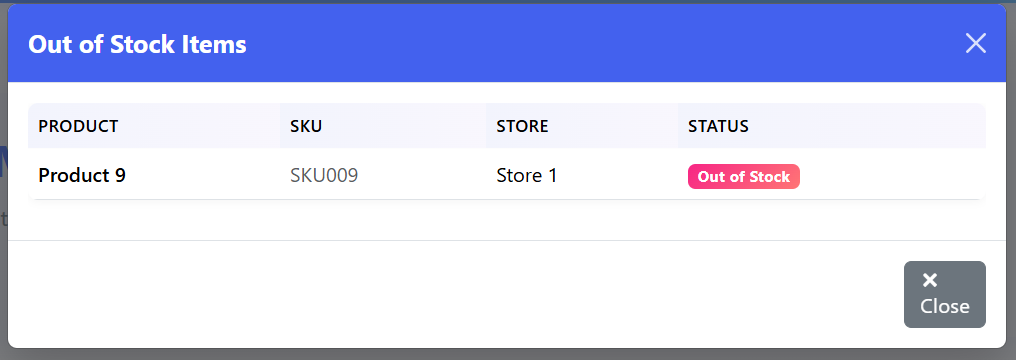 Out of Stock Items
PRODUCT SKU STORE STATUS
Product 9 SKU009 Store 1 Out of Stock
Close